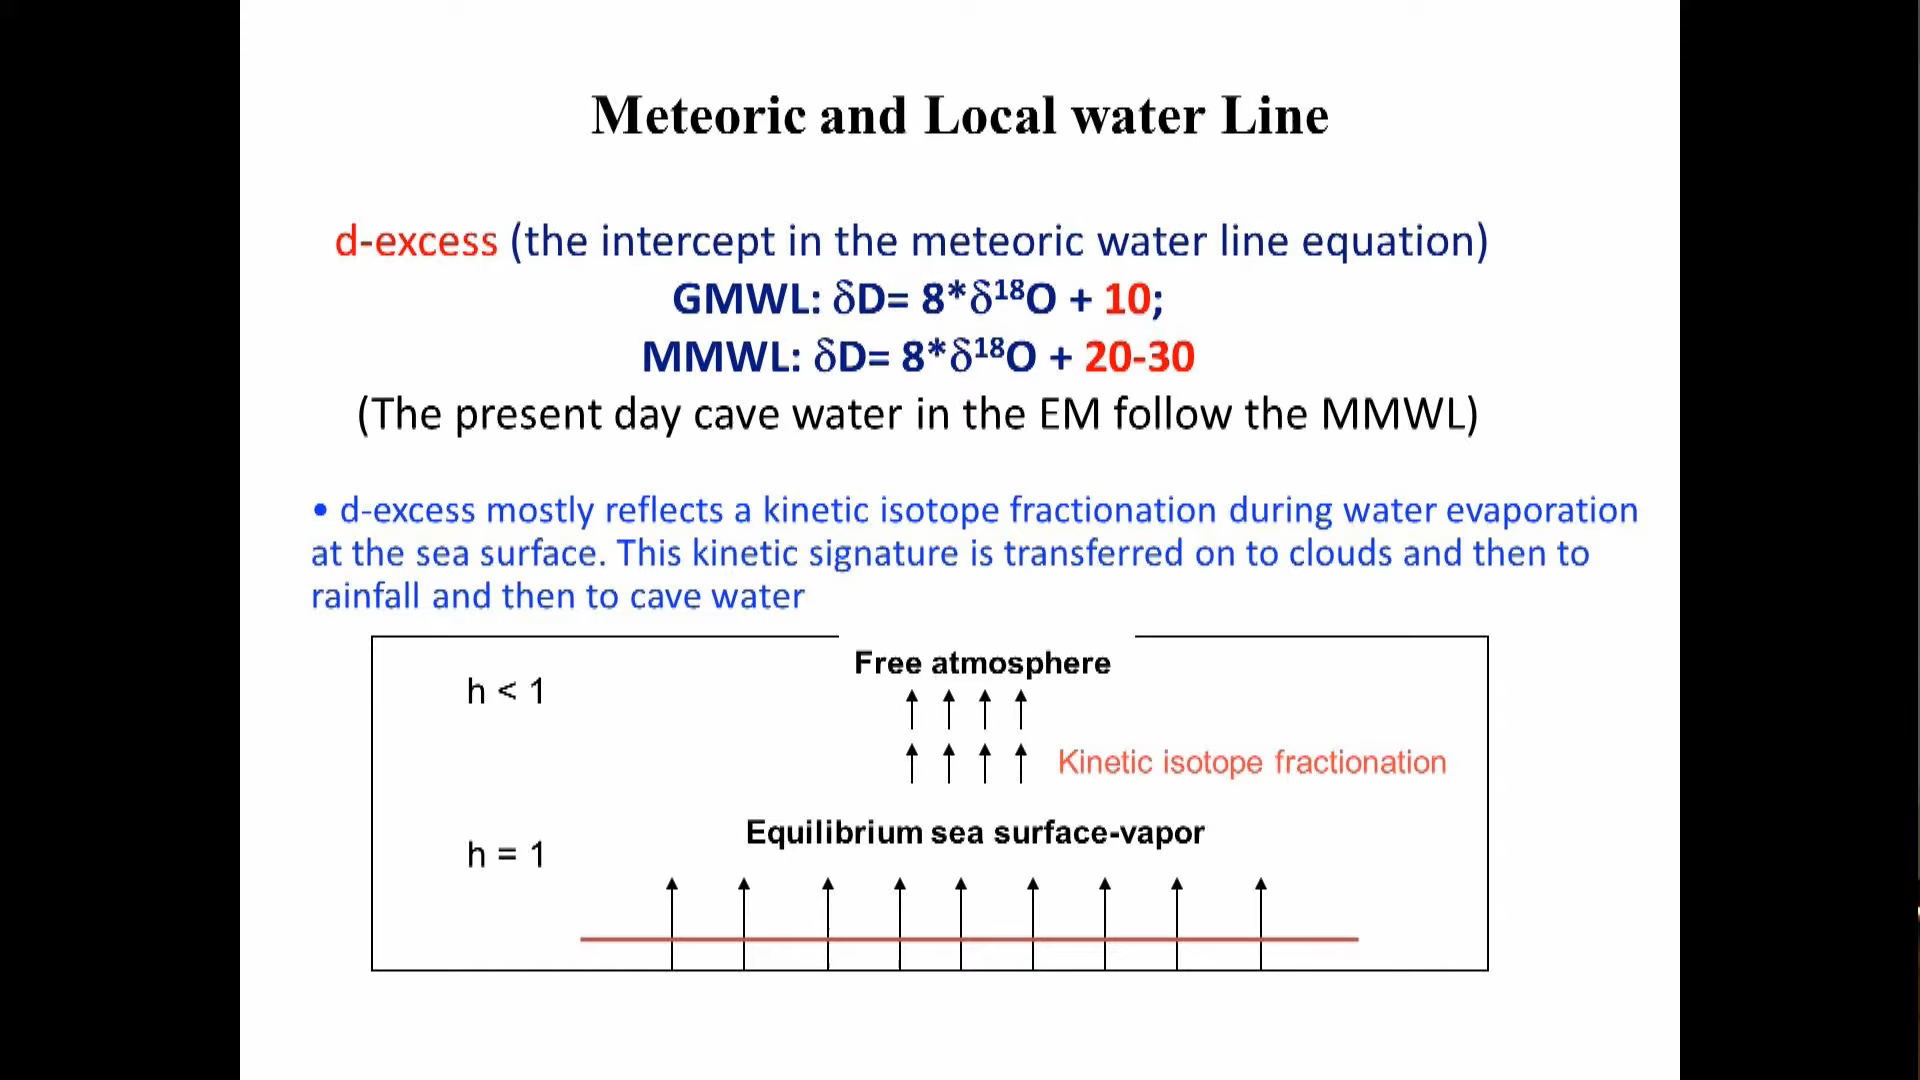 Meteoric and Local water Line
d-excess (the intercept in the meteoric water line equation)
GMWL: δD= 8*δ¹⁸O + 10;
MMWL: δD= 8*δ¹⁸O + 20-30
(The present day cave water in the EM follow the MMWL)
• d-excess mostly reflects a kinetic isotope fractionation during water evaporation
at the sea surface. This kinetic signature is transferred on to clouds and then to
rainfall and then to cave water
Free atmosphere
h < 1
Kinetic isotope fractionation
Equilibrium sea surface-vapor
h = 1